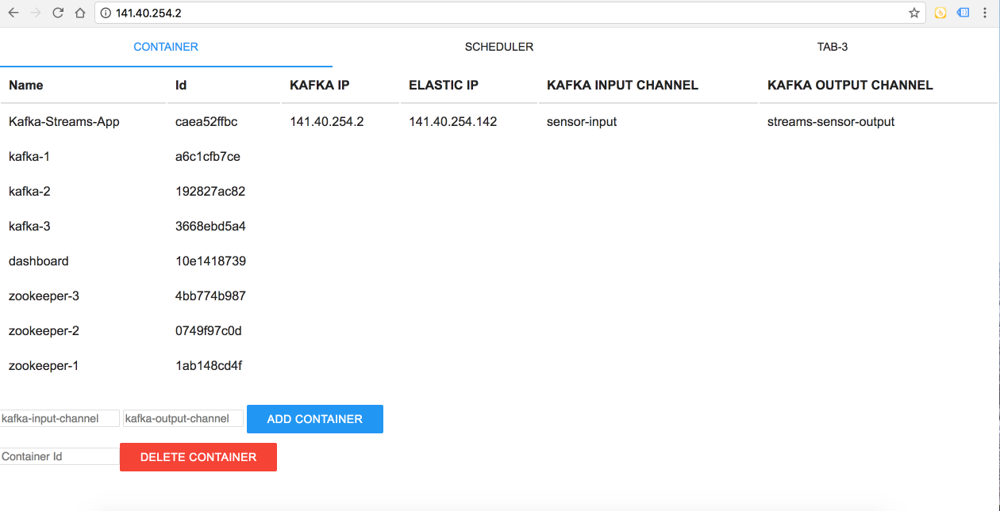 141.40.254.2
CONTAINER SCHEDULER TAB-3
Name Id KAFKA IP ELASTIC IP KAFKA INPUT CHANNEL KAFKA OUTPUT CHANNEL
Kafka-Streams-App caea52ffbc 141.40.254.2 141.40.254.142 sensor-input streams-sensor-output
kafka-1 a6c1cfb7ce
kafka-2 192827ac82
kafka-3 3668ebd5a4
dashboard 10e1418739
zookeeper-3 4bb774b987
zookeeper-2 0749f97c0d
zookeeper-1 1ab148cd4f
kafka-input-channel kafka-output-channel ADD CONTAINER
Container Id DELETE CONTAINER